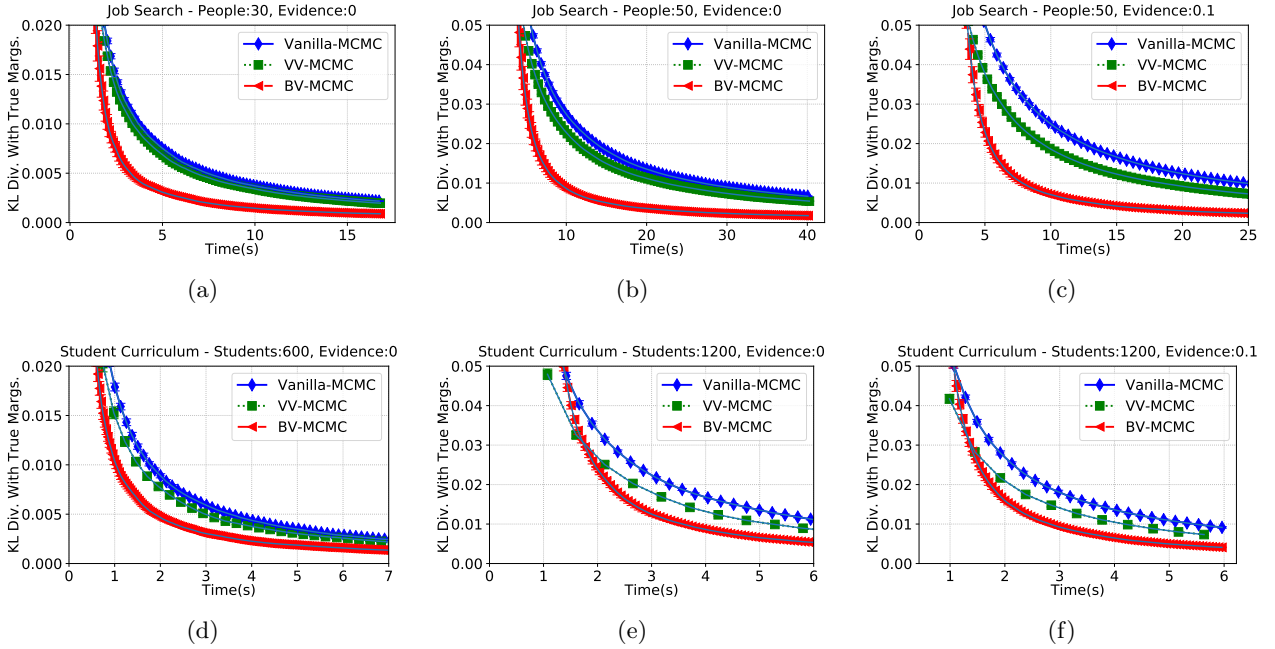 Job Search - People:30, Evidence:0
KL Div. With True Margs.
0.020
0.015
0.010
0.005
0.000
Vanilla-MCMC
VV-MCMC
BV-MCMC
0 5 10 15
Time(s)
(a)
Job Search - People:50, Evidence:0
KL Div. With True Margs.
0.05
0.04
0.03
0.02
0.01
0.00
Vanilla-MCMC
VV-MCMC
BV-MCMC
10 20 30 40
Time(s)
(b)
Job Search - People:50, Evidence:0.1
KL Div. With True Margs.
0.05
0.04
0.03
0.02
0.01
0.00
Vanilla-MCMC
VV-MCMC
BV-MCMC
0 5 10 15 20 25
Time(s)
(c)
Student Curriculum - Students:600, Evidence:0
KL Div. With True Margs.
0.020
0.015
0.010
0.005
0.000
Vanilla-MCMC
VV-MCMC
BV-MCMC
0 1 2 3 4 5 6 7
Time(s)
(d)
Student Curriculum - Students:1200, Evidence:0
KL Div. With True Margs.
0.05
0.04
0.03
0.02
0.01
0.00
Vanilla-MCMC
VV-MCMC
BV-MCMC
0 1 2 3 4 5 6
Time(s)
(e)
Student Curriculum - Students:1200, Evidence:0.1
KL Div. With True Margs.
0.05
0.04
0.03
0.02
0.01
0.00
Vanilla-MCMC
VV-MCMC
BV-MCMC
1 2 3 4 5 6
Time(s)
(f)